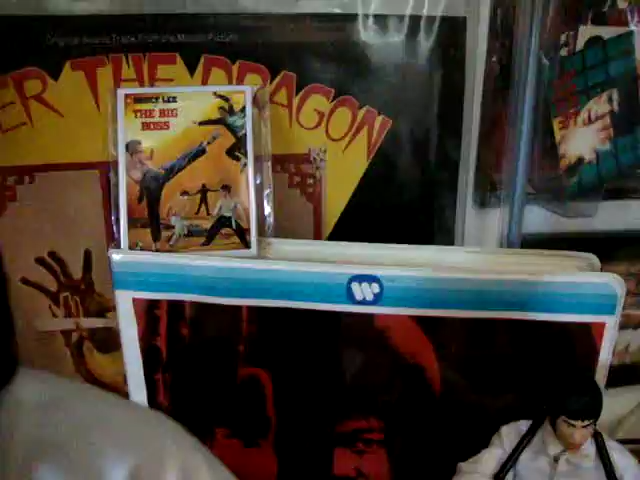 Original Sound Track From the Motion Picture
ER THE DRAGON
BRUCE LEE
THE BIG
BOSS